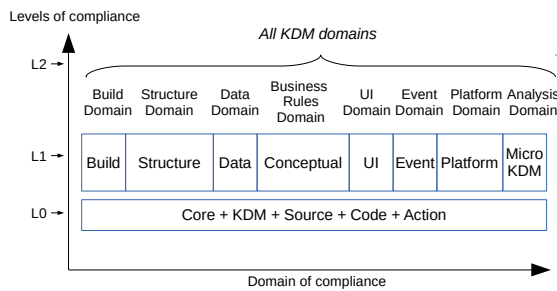 Levels of compliance
All KDM domains
L2
Build Domain
Structure Domain
Data Domain
Business Rules Domain
UI Domain
Event Domain
Platform Domain
Analysis Domain
L1
Build
Structure
Data
Conceptual
UI
Event
Platform
Micro KDM
L0
Core + KDM + Source + Code + Action
Domain of compliance